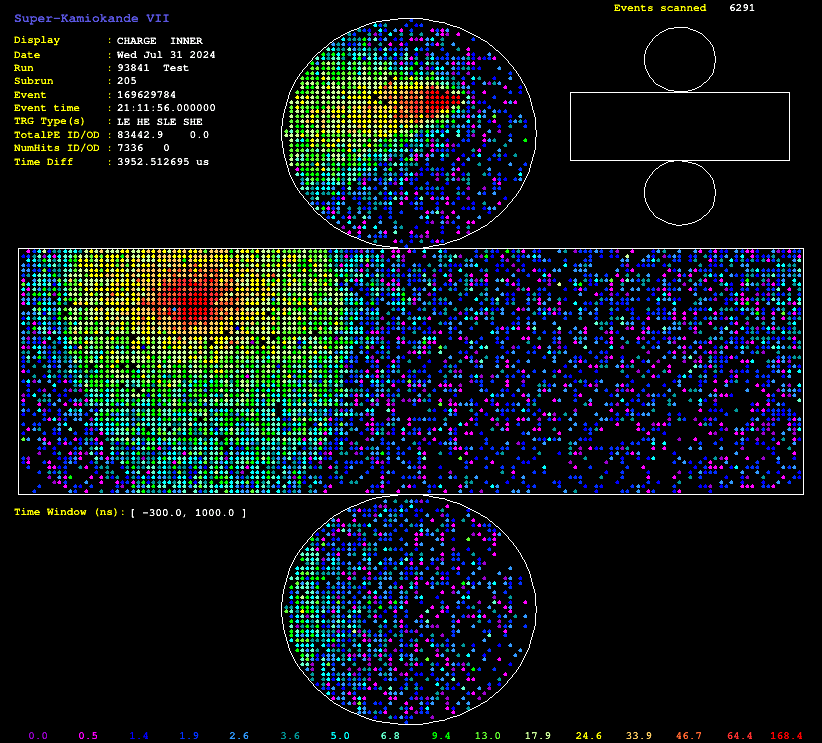 Super-Kamiokande VII
Events scanned 6291
Display : CHARGE INNER
Date : Wed Jul 31 2024
Run : 93841 Test
Subrun : 205
Event : 169629784
Event time : 21:11:56.000000
TRG Type(s) : LE HE SLE SHE
TotalPE ID/OD : 83442.9 0.0
NumHits ID/OD : 7336 0
Time Diff : 3952.512695 us
Time Window (ns): [ -300.0, 1000.0 ]
0.0 0.5 1.4 1.9 2.6 3.6 5.0 6.8 9.4 13.0 17.9 24.6 33.9 46.7 64.4 168.4